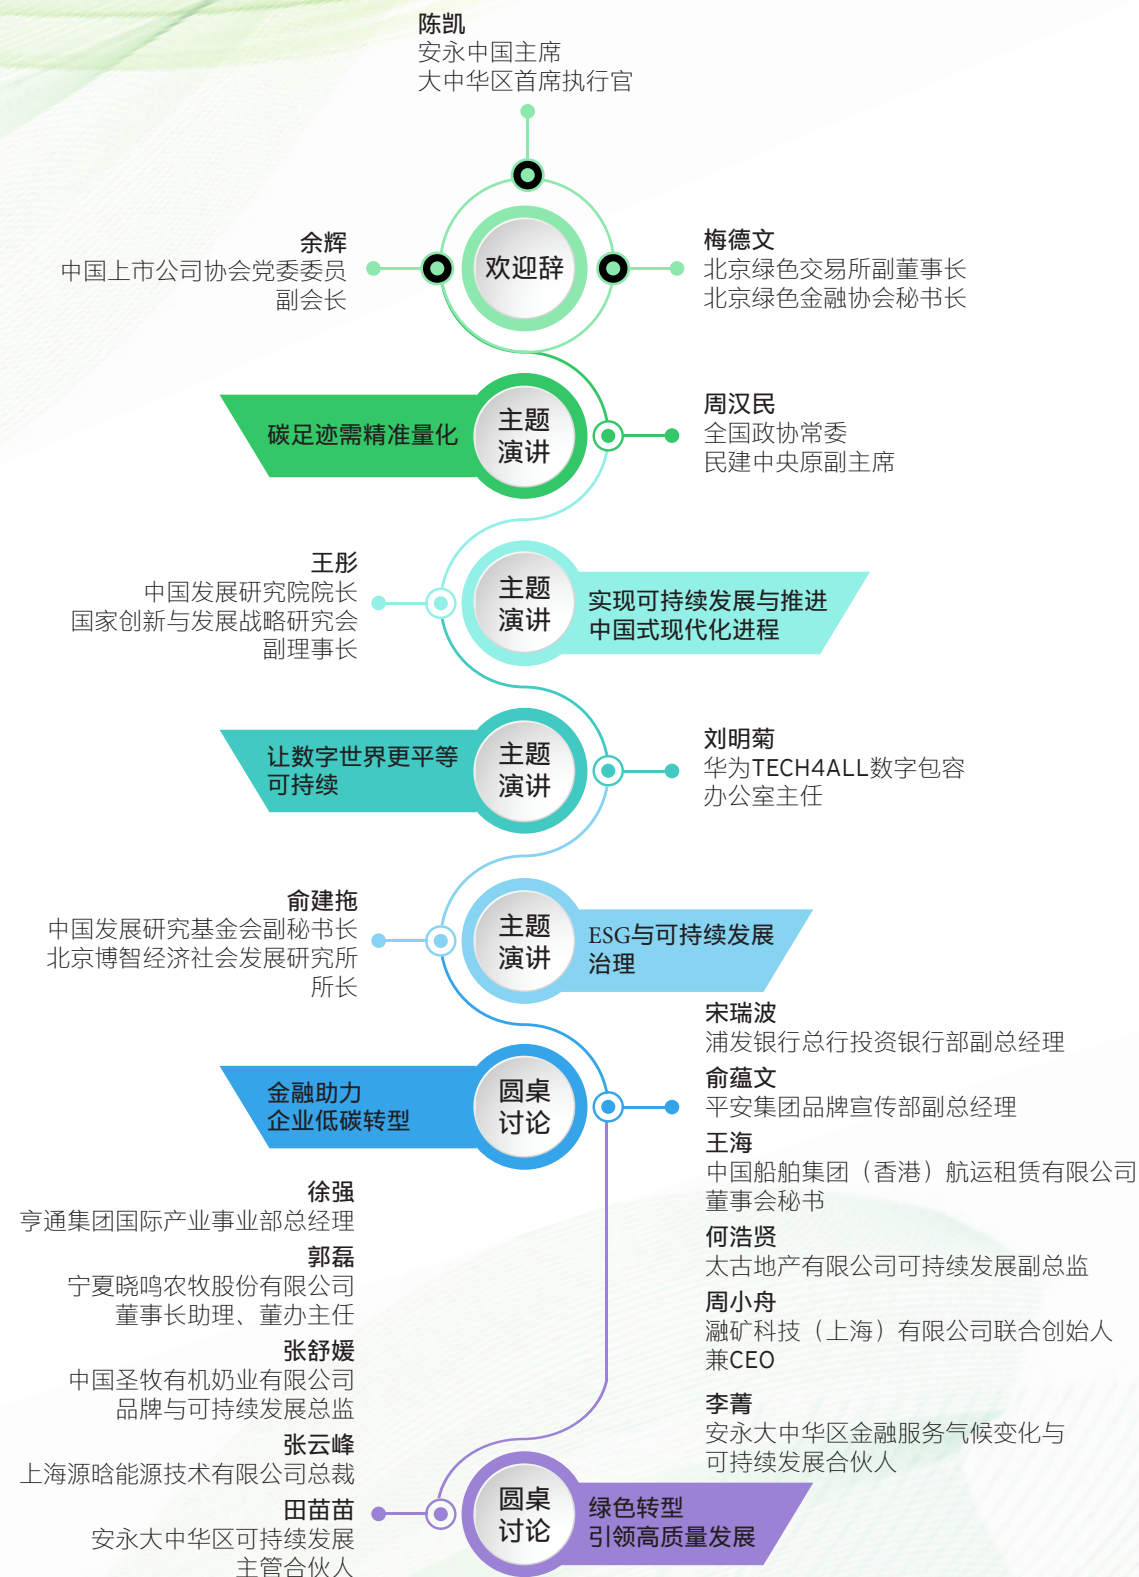 陈凯
安永中国主席
大中华区首席执行官
余辉
中国上市公司协会党委委员
副会长
欢迎辞
梅德文
北京绿色交易所副董事长
北京绿色金融协会秘书长
碳足迹需精准量化
主题
演讲
周汉民
全国政协常委
民建中央原副主席
王彤
中国发展研究院院长
国家创新与发展战略研究会
副理事长
主题
演讲
实现可持续发展与推进
中国式现代化进程
让数字世界更平等
可持续
主题
演讲
刘明菊
华为TECH4ALL数字包容
办公室主任
俞建拖
中国发展研究基金会副秘书长
北京博智经济社会发展研究所
所长
主题
演讲
ESG与可持续发展
治理
金融助力
企业低碳转型
圆桌
讨论
宋瑞波
浦发银行总行投资银行部副总经理
俞蕴文
平安集团品牌宣传部副总经理
王海
中国船舶集团（香港）航运租赁有限公司
董事会秘书
何浩贤
太古地产有限公司可持续发展副总监
周小舟
瀜矿科技（上海）有限公司联合创始人
兼CEO
李菁
安永大中华区金融服务气候变化与
可持续发展合伙人
徐强
亨通集团国际产业事业部总经理
郭磊
宁夏晓鸣农牧股份有限公司
董事长助理、董办主任
张舒媛
中国圣牧有机奶业有限公司
品牌与可持续发展总监
张云峰
上海源晗能源技术有限公司总裁
田苗苗
安永大中华区可持续发展
主管合伙人
圆桌
讨论
绿色转型
引领高质量发展